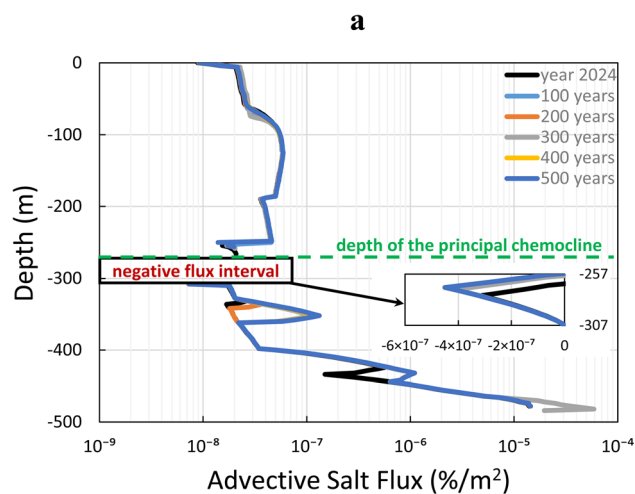 a
0
-100
-200
-300
-400
-500
Depth (m)
year 2024
100 years
200 years
300 years
400 years
500 years
depth of the principal chemocline
negative flux interval
-257
-307
-6×10⁻⁷ -4×10⁻⁷ -2×10⁻⁷ 0
10⁻⁹ 10⁻⁸ 10⁻⁷ 10⁻⁶ 10⁻⁵ 10⁻⁴
Advective Salt Flux (%/m²)